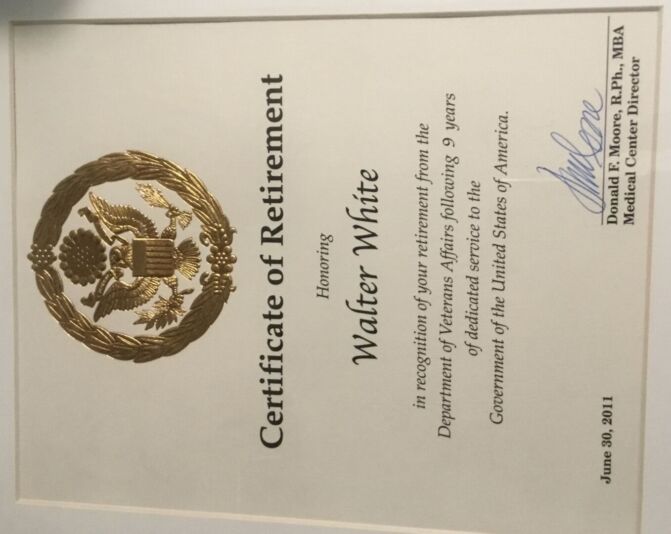 Certificate of Retirement
Honoring
Walter White
in recognition of your retirement from the
Department of Veterans Affairs following 9 years
of dedicated service to the
Government of the United States of America.
June 30, 2011
Donald F. Moore, R.Ph., MBA
Medical Center Director